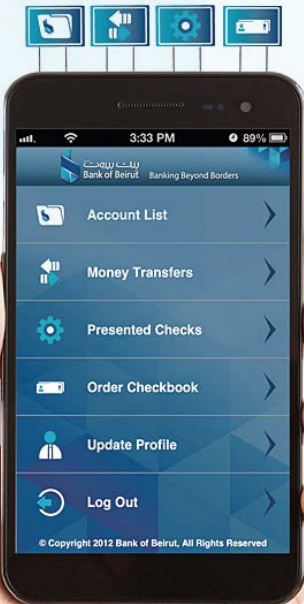 3:33 PM
89%
بيت بيروت
Bank of Beirut Banking Beyond Borders
Account List
Money Transfers
Presented Checks
Order Checkbook
Update Profile
Log Out
© Copyright 2012 Bank of Beirut, All Rights Reserved